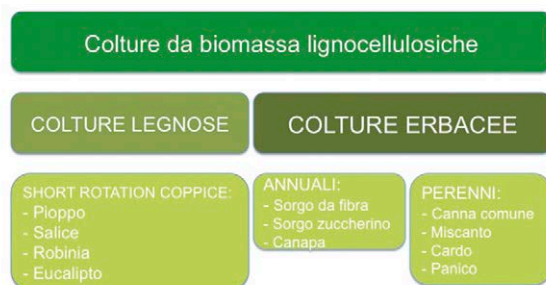 Colture da biomassa lignocellulosiche
COLTURE LEGNOSE
COLTURE ERBACEE
SHORT ROTATION COPPICE:
- Pioppo
- Salice
- Robinia
- Eucalipto
ANNUALI:
- Sorgo da fibra
- Sorgo zuccherino
- Canapa
PERENNI:
- Canna comune
- Miscanto
- Cardo
- Panico